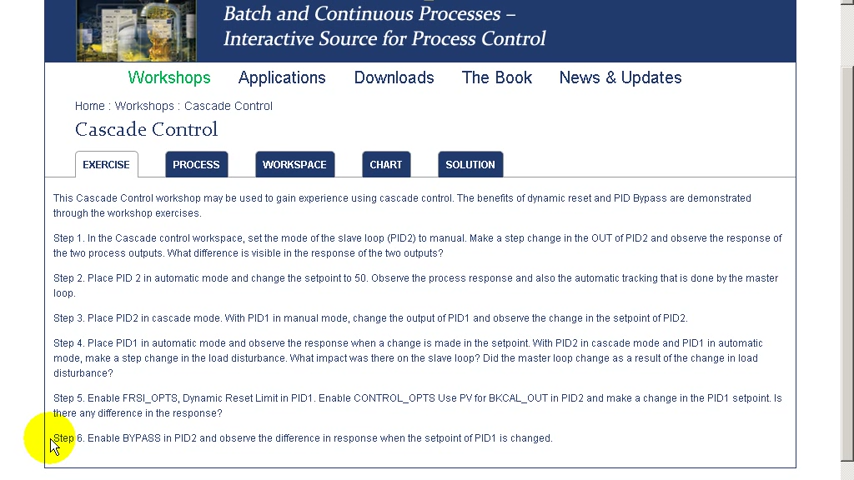 Batch and Continuous Processes –
Interactive Source for Process Control
Workshops Applications Downloads The Book News & Updates
Home : Workshops : Cascade Control
Cascade Control
EXERCISE PROCESS WORKSPACE CHART SOLUTION
This Cascade Control workshop may be used to gain experience using cascade control. The benefits of dynamic reset and PID Bypass are demonstrated
through the workshop exercises.
Step 1. In the Cascade control workspace, set the mode of the slave loop (PID2) to manual. Make a step change in the OUT of PID2 and observe the response of
the two process outputs. What difference is visible in the response of the two outputs?
Step 2. Place PID 2 in automatic mode and change the setpoint to 50. Observe the process response and also the automatic tracking that is done by the master
loop.
Step 3. Place PID2 in cascade mode. With PID1 in manual mode, change the output of PID1 and observe the change in the setpoint of PID2.
Step 4. Place PID1 in automatic mode and observe the response when a change is made in the setpoint. With PID2 in cascade mode and PID1 in automatic
mode, make a step change in the load disturbance. What impact was there on the slave loop? Did the master loop change as a result of the change in load
disturbance?
Step 5. Enable FRSI_OPTS, Dynamic Reset Limit in PID1. Enable CONTROL_OPTS Use PV for BKCAL_OUT in PID2 and make a change in the PID1 setpoint. Is
there any difference in the response?
Step 6. Enable BYPASS in PID2 and observe the difference in response when the setpoint of PID1 is changed.